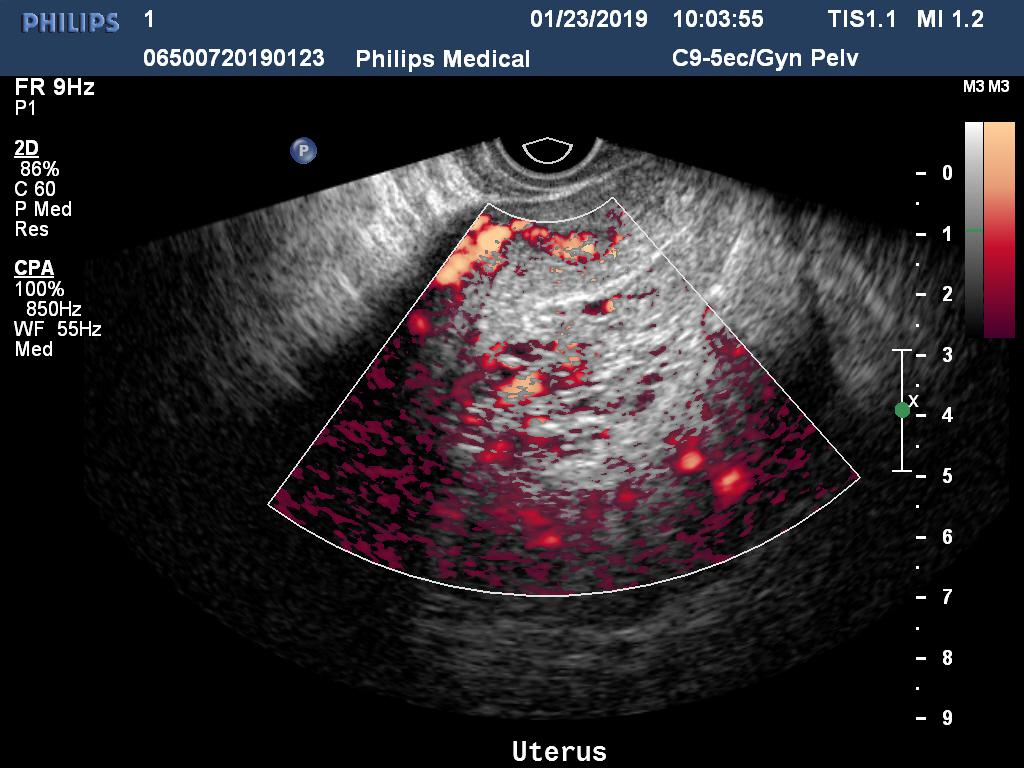 PHILIPS 1 01/23/2019 10:03:55 TIS1.1 MI 1.2
06500720190123 Philips Medical C9-5ec/Gyn Pelv
FR 9Hz
P1
M3 M3
2D
86%
C 60
P Med
Res
CPA
100%
850Hz
WF 55Hz
Med
P
0
1
2
3
x
4
5
6
7
8
9
Uterus